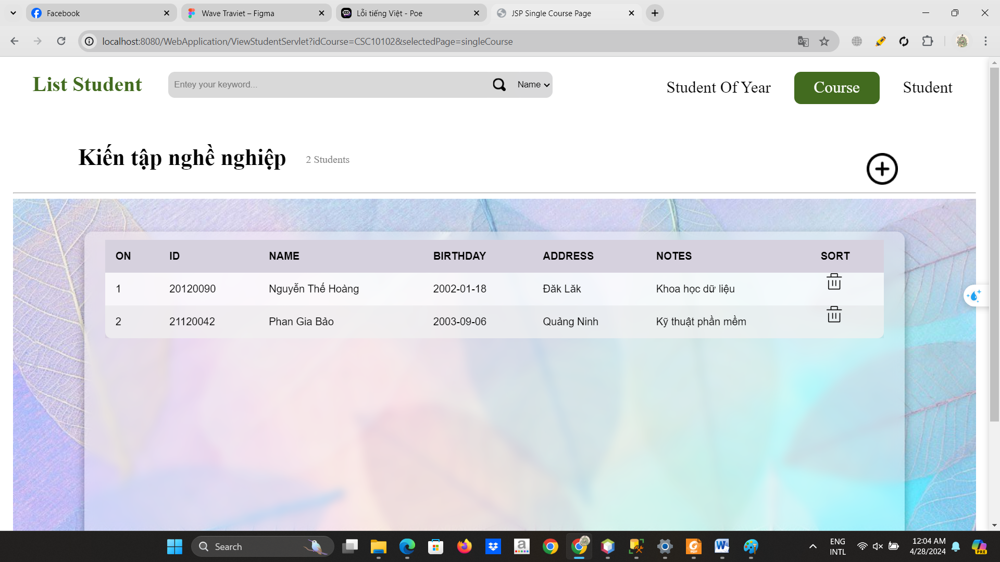 Facebook
Wave Traviet – Figma
Lỗi tiếng Việt - Poe
JSP Single Course Page
localhost:8080/WebApplication/ViewStudentServlet?idCourse=CSC10102&selectedPage=singleCourse
List Student
Entey your keyword...
Name
Student Of Year
Course
Student
Kiến tập nghề nghiệp
2 Students
ON ID NAME BIRTHDAY ADDRESS NOTES SORT
1 20120090 Nguyễn Thế Hoàng 2002-01-18 Đăk Lăk Khoa học dữ liệu
2 21120042 Phan Gia Bảo 2003-09-06 Quảng Ninh Kỹ thuật phần mềm
Search
ENG
INTL
12:04 AM
4/28/2024
PRE